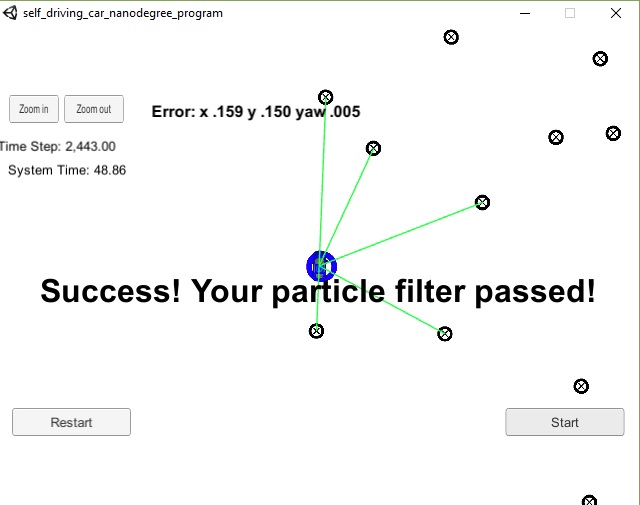 self_driving_car_nanodegree_program
Zoom in Zoom out
Error: x .159 y .150 yaw .005
Time Step: 2,443.00
System Time: 48.86
Success! Your particle filter passed!
Restart
Start